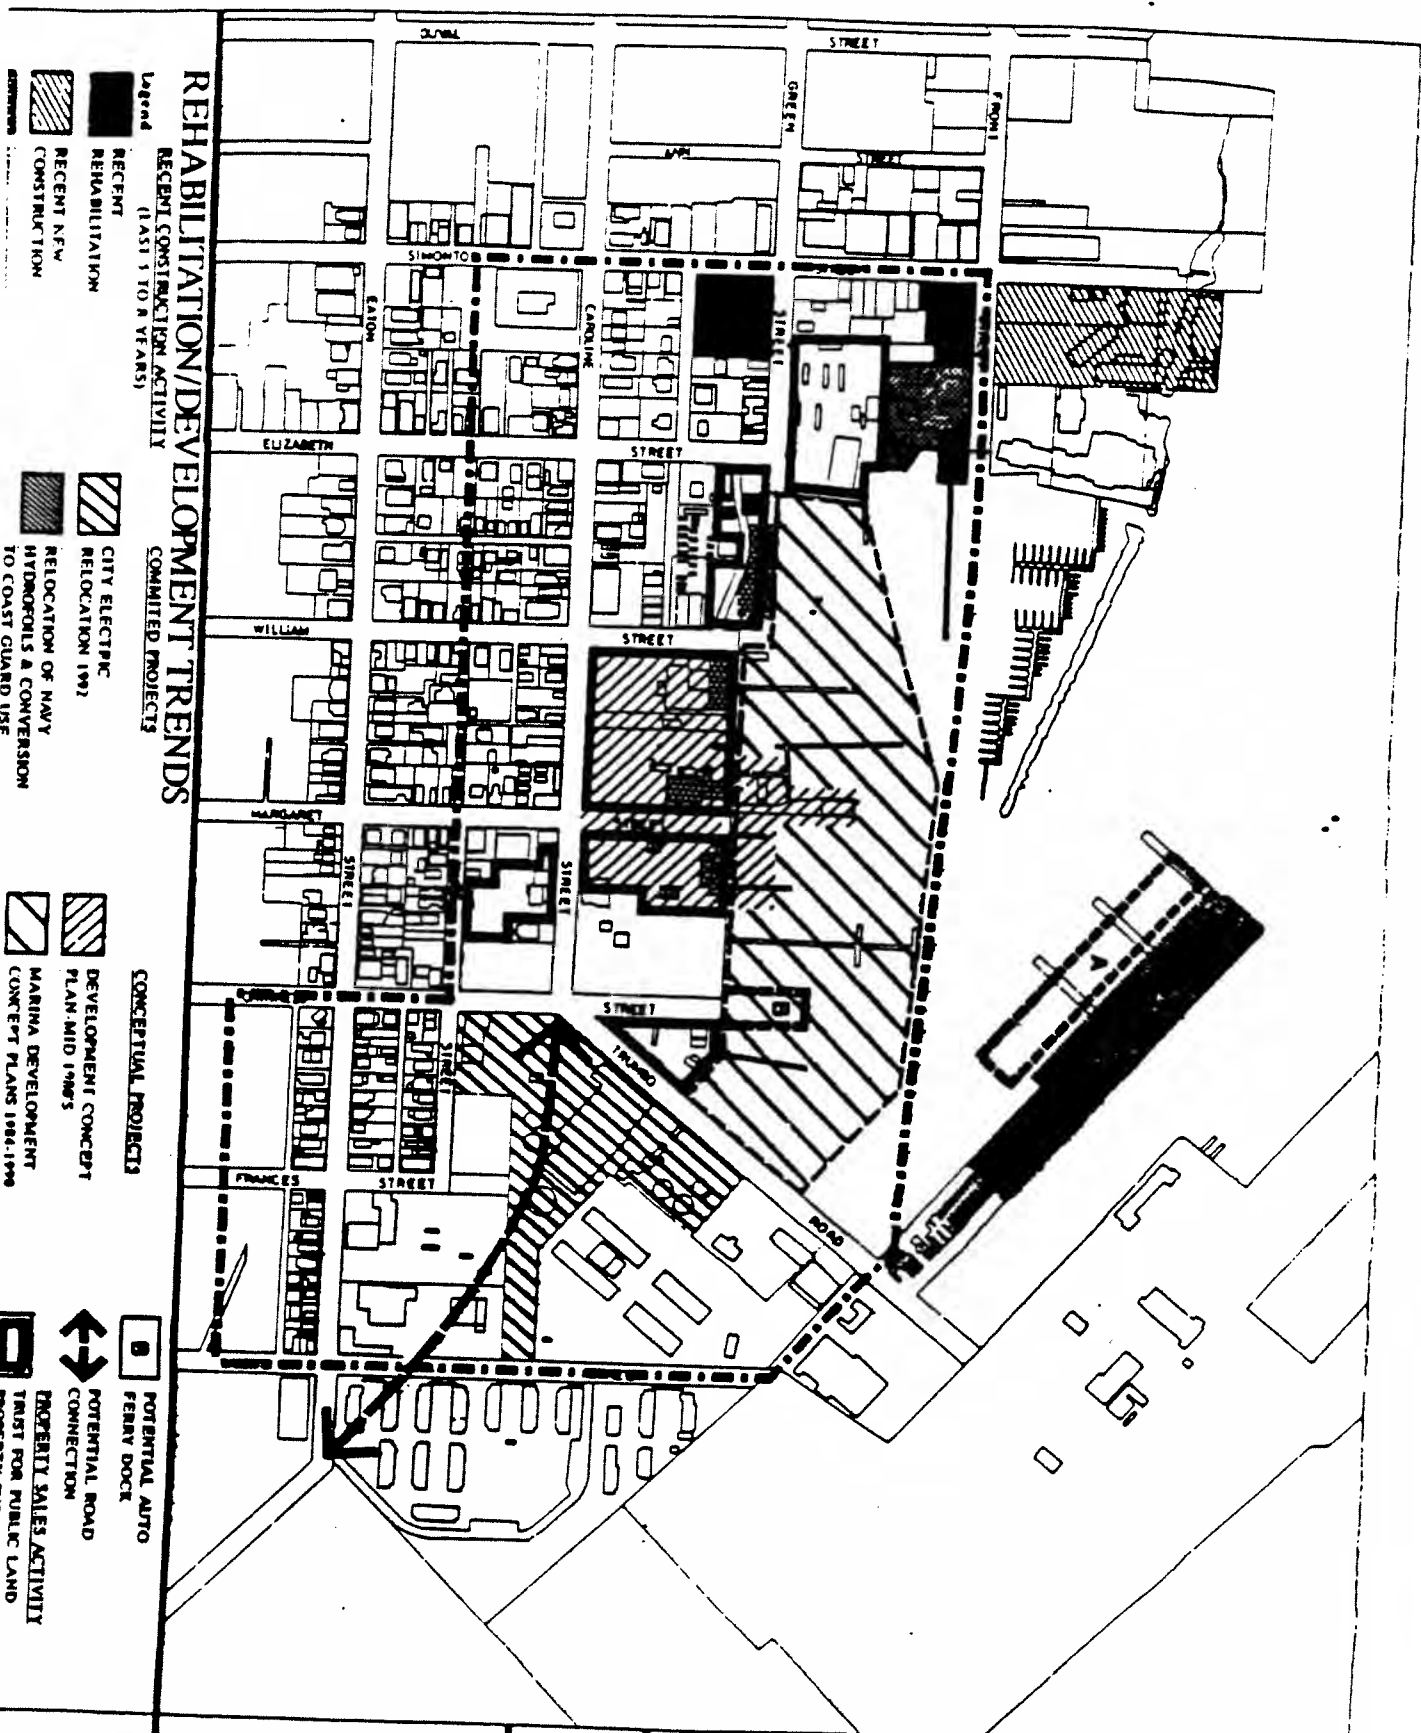 STREET
FRONT
GREEN
SIMONTO
EATON
CAROLINE
STREET
ELIZABETH
STREET
WILLIAM
STREET
MARGARET
STREET
STREET
STREET
TRUMBO
STREET
FRANCES
STREET
ROAD
A
REHABILITATION/DEVELOPMENT TRENDS
Legend
RECENT CONSTRUCTION ACTIVITY
(LAST 5 TO 8 YEARS)
RECENT
REHABILITATION
RECENT NEW
CONSTRUCTION
COMMITED PROJECTS
CITY ELECTRIC
RELOCATION 1992
RELOCATION OF NAVY
HYDROFOILS & CONVERSION
TO COAST GUARD USE
CONCEPTUAL PROJECTS
DEVELOPMENT CONCEPT
PLAN-MID 1980'S
MARINA DEVELOPMENT
CONCEPT PLANS 1984-1990
B
POTENTIAL AUTO
FERRY DOCK
POTENTIAL ROAD
CONNECTION
PROPERTY SALES ACTIVITY
TRUST FOR PUBLIC LAND